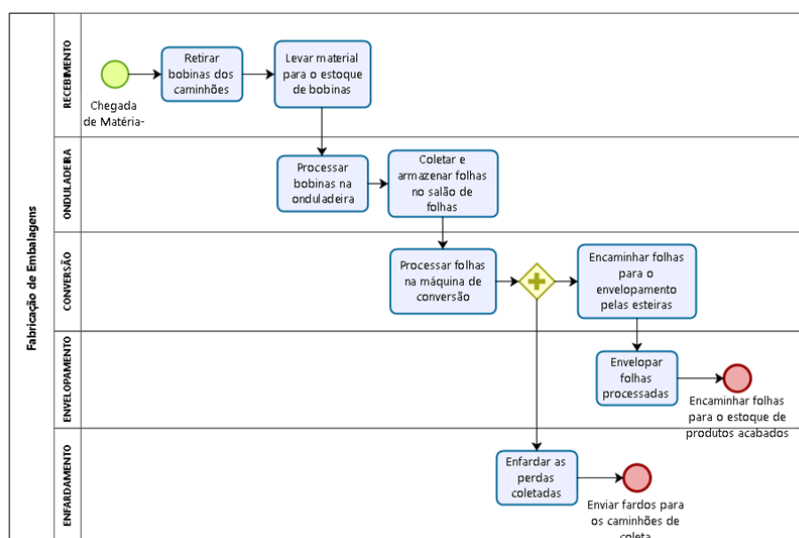 Fabricação de Embalagens
RECEBIMENTO
Chegada
de Matéria-
Retirar
bobinas dos
caminhões
Levar material
para o estoque
de bobinas
ONDULADEIRA
Processar
bobinas na
onduladeira
Coletar e
armazenar folhas
no salão de
folhas
CONVERSÃO
Processar folhas
na máquina de
conversão
Encaminhar folhas
para o
envelopamento
pelas esteiras
ENVELOPAMENTO
Envelopar
folhas
processadas
Encaminhar folhas
para o estoque de
produtos acabados
ENFARDAMENTO
Enfardar as
perdas
coletadas
Enviar fardos para
os caminhões de
coleta